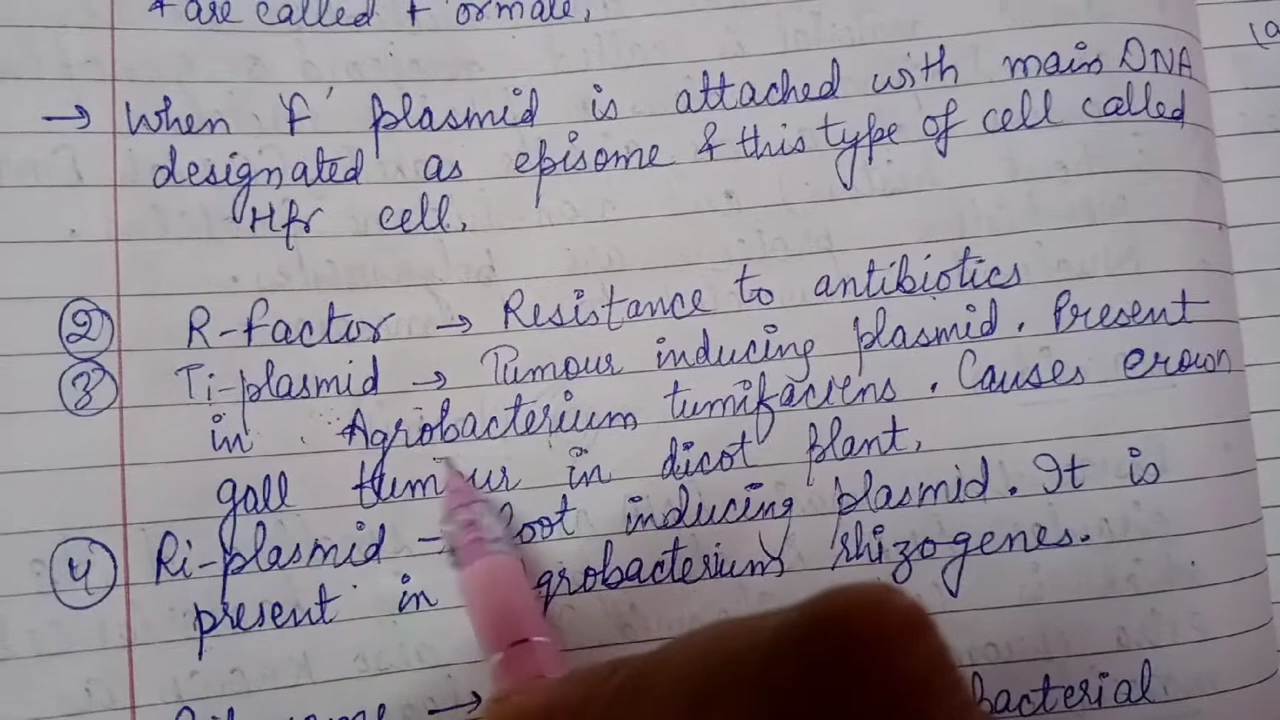 are called F
→ When F' plasmid is attached with main DNA
designated as episome & this type of cell called
Hfr cell.
② R-factor → Resistance to antibiotics
③ Ti-plasmid → Tumour inducing plasmid. Present
in Agrobacterium tumifaciens. Causes crown
gall tumour in dicot plant.
④ Ri-plasmid - Root inducing plasmid. It is
present in Agrobacterium rhizogenes.
→ bacterial